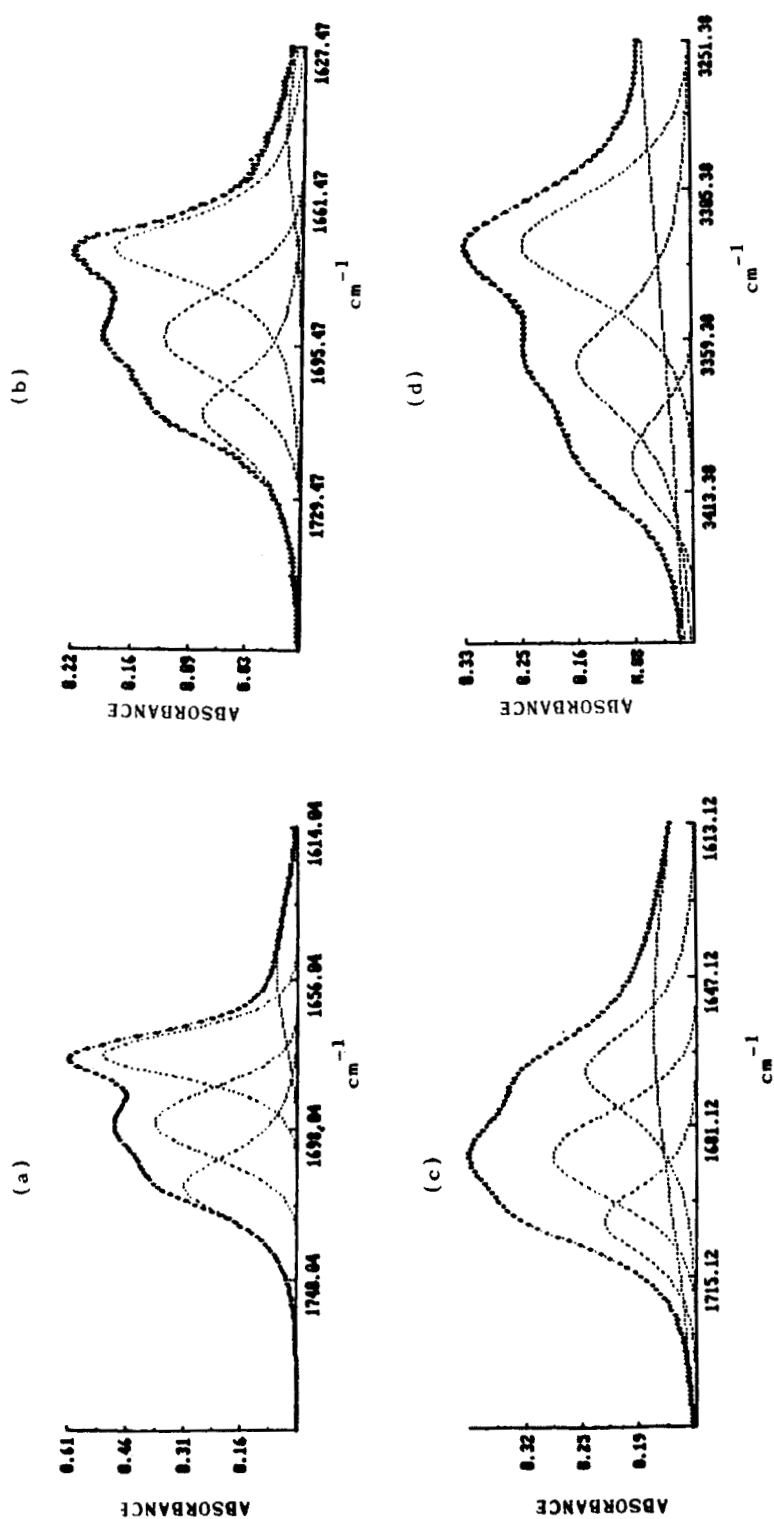 (a)
ABSORBANCE
0.61
0.46
0.31
0.16
1740.04 1698.04 1656.04 1614.04
cm⁻¹
(b)
ABSORBANCE
0.22
0.16
0.09
0.03
1729.47 1695.47 1661.47 1627.47
cm⁻¹
(c)
ABSORBANCE
0.32
0.25
0.19
1715.12 1681.12 1647.12 1613.12
cm⁻¹
(d)
ABSORBANCE
0.33
0.25
0.16
0.08
3413.38 3359.38 3305.38 3251.38
cm⁻¹